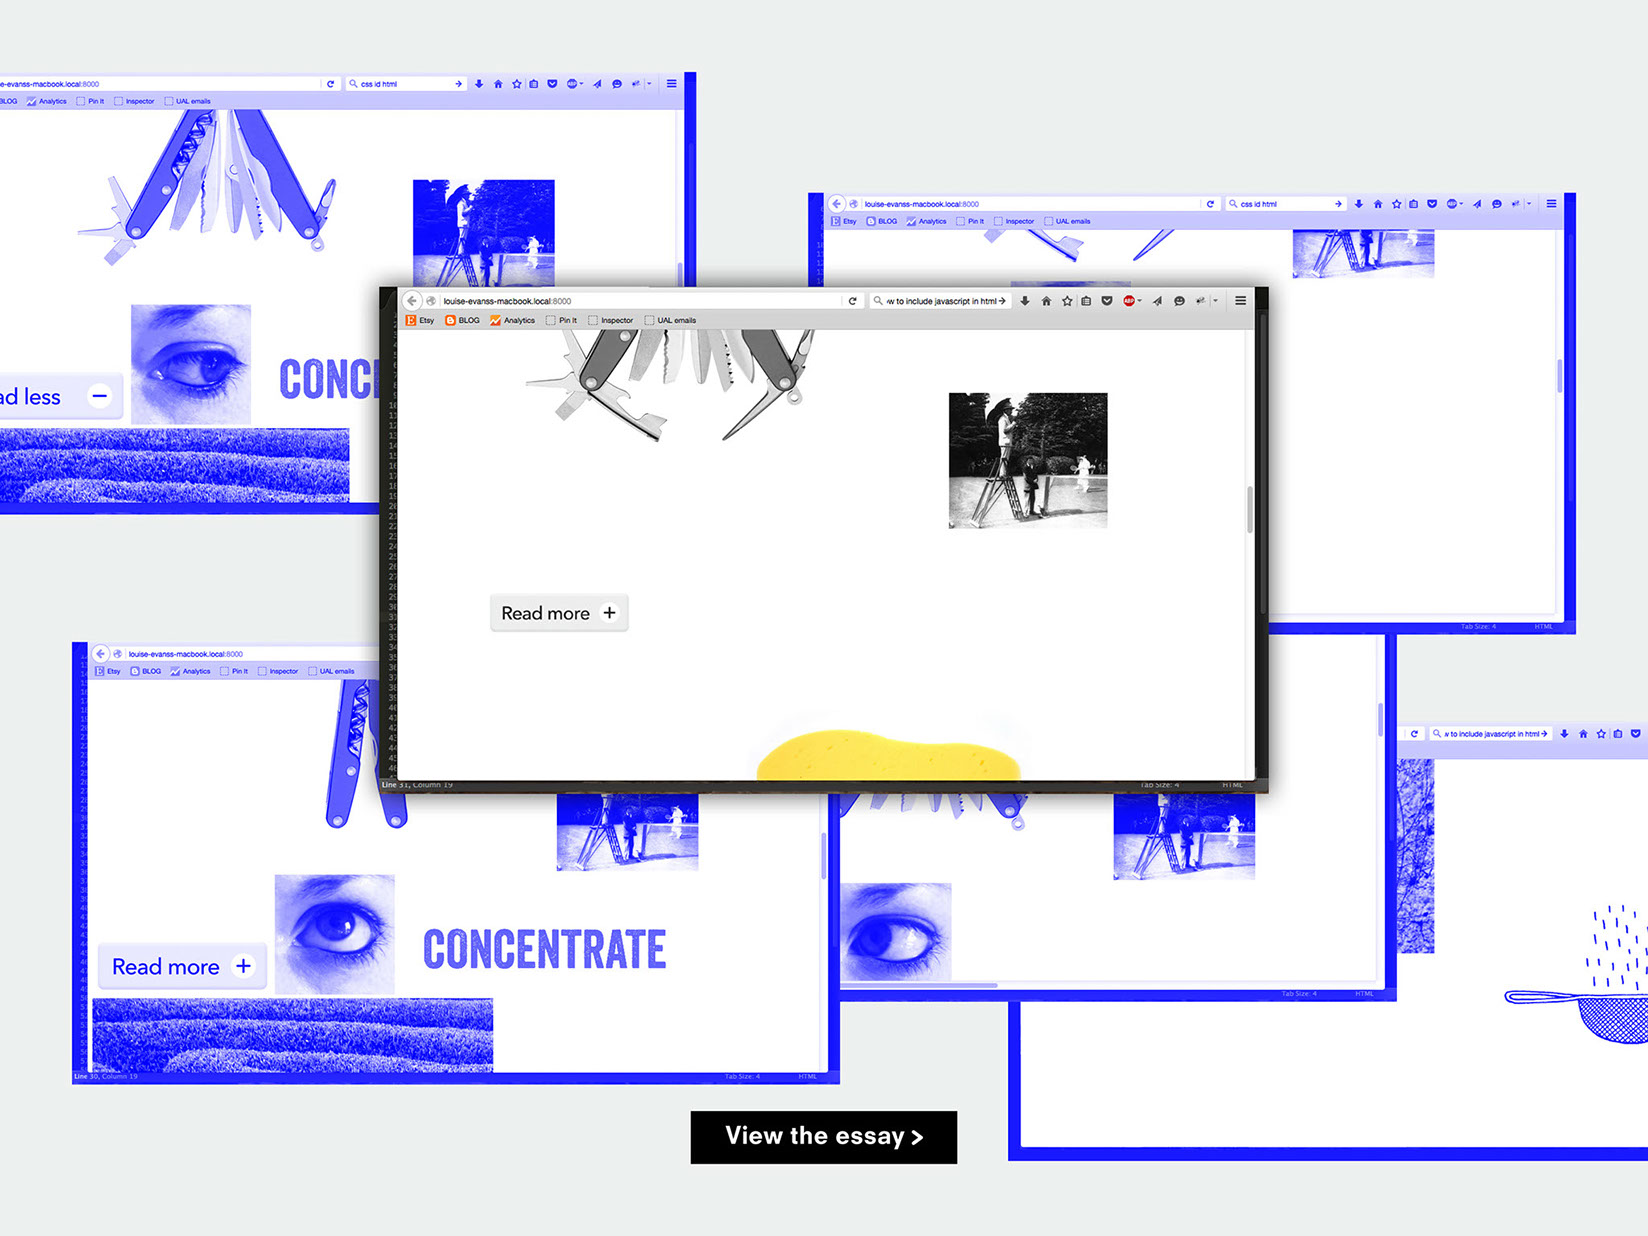 e-evanss-macbook.local:8000
css id html
BLOG Analytics Pin It Inspector UAL emails
louise-evanss-macbook.local:8000
css id html
Etsy BLOG Analytics Pin It Inspector UAL emails
louise-evanss-macbook.local:8000
w to include javascript in html
ABP
Etsy BLOG Analytics Pin It Inspector UAL emails
CONC
ad less
Read more
Tab Size: 4 HTML
louise-evanss-macbook.local:8000
Etsy BLOG Analytics Pin It Inspector UAL emails
w to include javascript in html
Line 31, Column 19
Tab Size: 4 HTML
CONCENTRATE
Read more
Tab Size: 4 HTML
Line 30, Column 19
Tab Size: 4 HTML
View the essay >